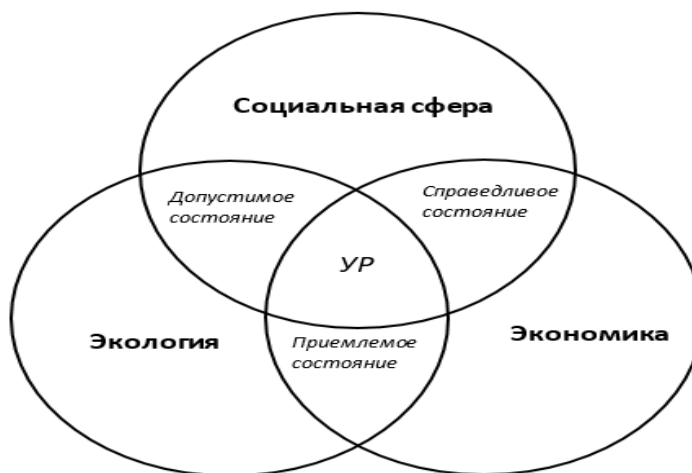 Социальная сфера
Допустимое
состояние
Справедливое
состояние
УР
Экология
Экономика
Приемлемое
состояние